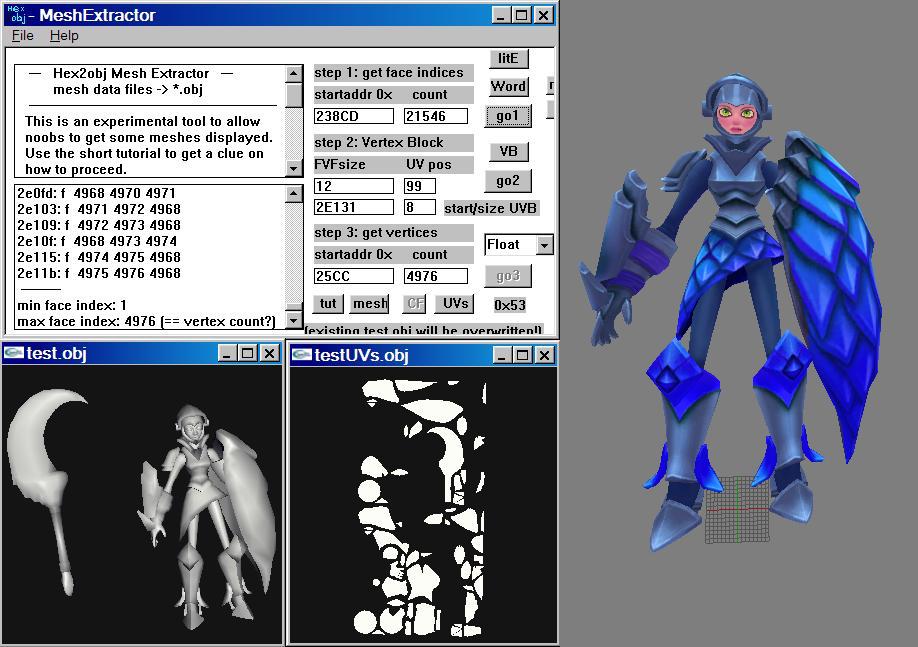 Hex obj - MeshExtractor
File Help
— Hex2obj Mesh Extractor —
mesh data files -> *.obj
This is an experimental tool to allow
noobs to get some meshes displayed.
Use the short tutorial to get a clue on
how to proceed.
2e0fd: f 4968 4970 4971
2e103: f 4971 4972 4968
2e109: f 4972 4973 4968
2e10f: f 4968 4973 4974
2e115: f 4974 4975 4968
2e11b: f 4975 4976 4968
min face index: 1
max face index: 4976 (== vertex count?)
step 1: get face indices
startaddr 0x count
238CD 21546
step 2: Vertex Block
FVFsize UV pos
12 99
2E131 8 start/size UVB
step 3: get vertices
startaddr 0x count
25CC 4976
tut mesh CF UVs
(existing test.obj will be overwritten!)
litE
Word
go1
VB
go2
Float
go3
0x53
test.obj
testUVs.obj